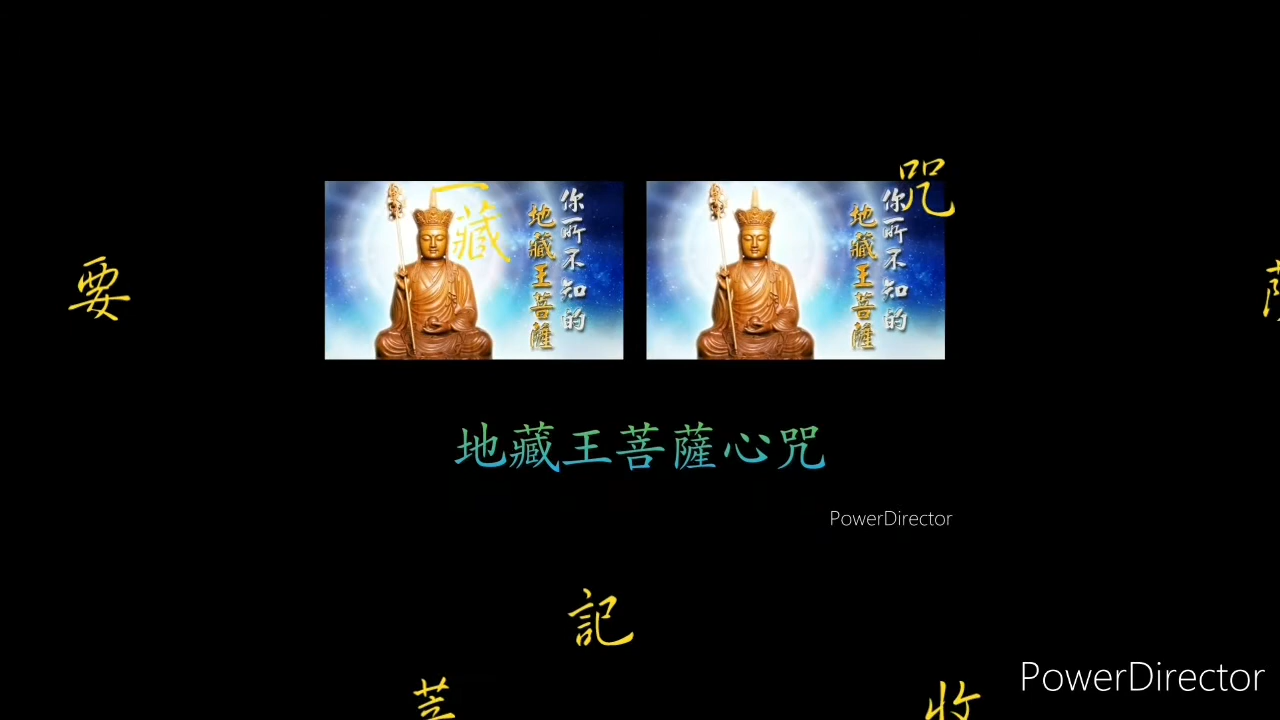 咒
藏
你所不知的
地藏王菩薩
你所不知的
地藏王菩薩
要
地藏王菩薩心咒
PowerDirector
記
收
PowerDirector